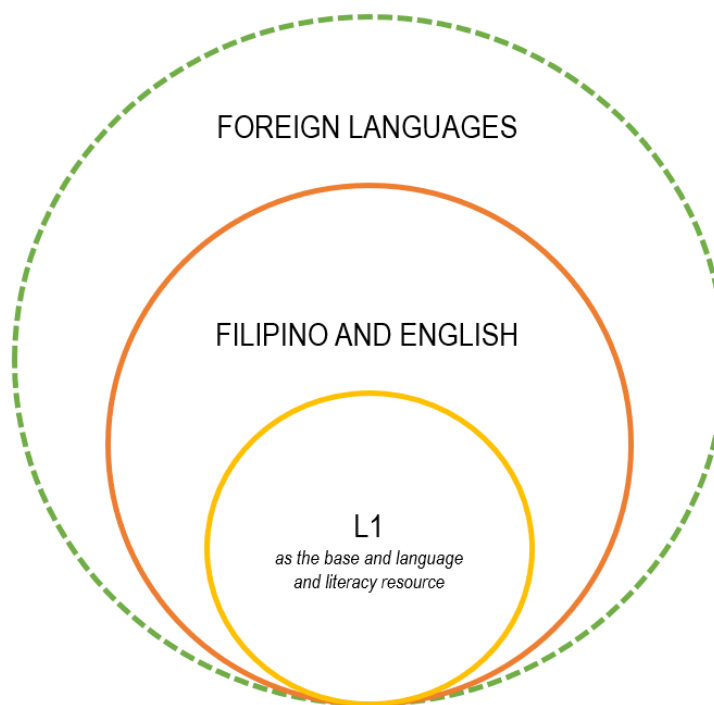 FOREIGN LANGUAGES
FILIPINO AND ENGLISH
L1
as the base and language
and literacy resource